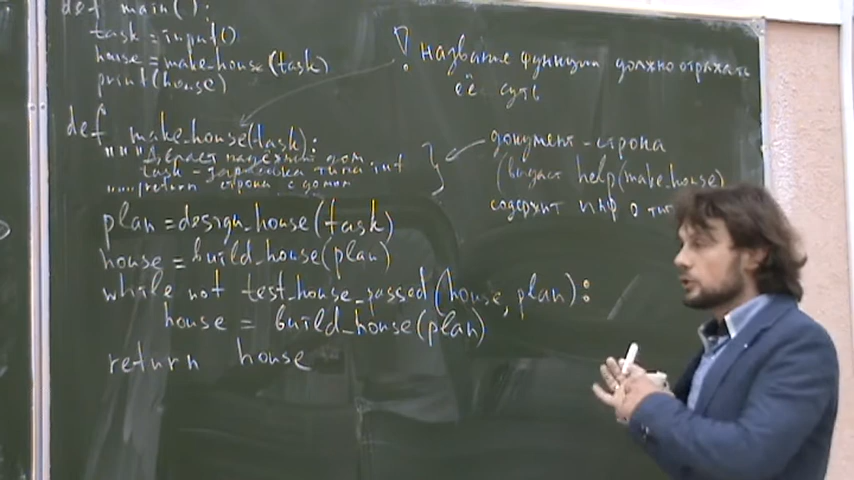 def main():
task = input()
house = make_house(task)
print(house)
! название функции должно отражать
её суть
def make_house(task):
""" Делает надёжный дом
task - заготовка типа int
return строка с домом
документ-строка
(выдаст help(make_house)
содержит инф о
plan = design_house(task)
house = build_house(plan)
while not test_house_passed(house, plan):
house = build_house(plan)
return house